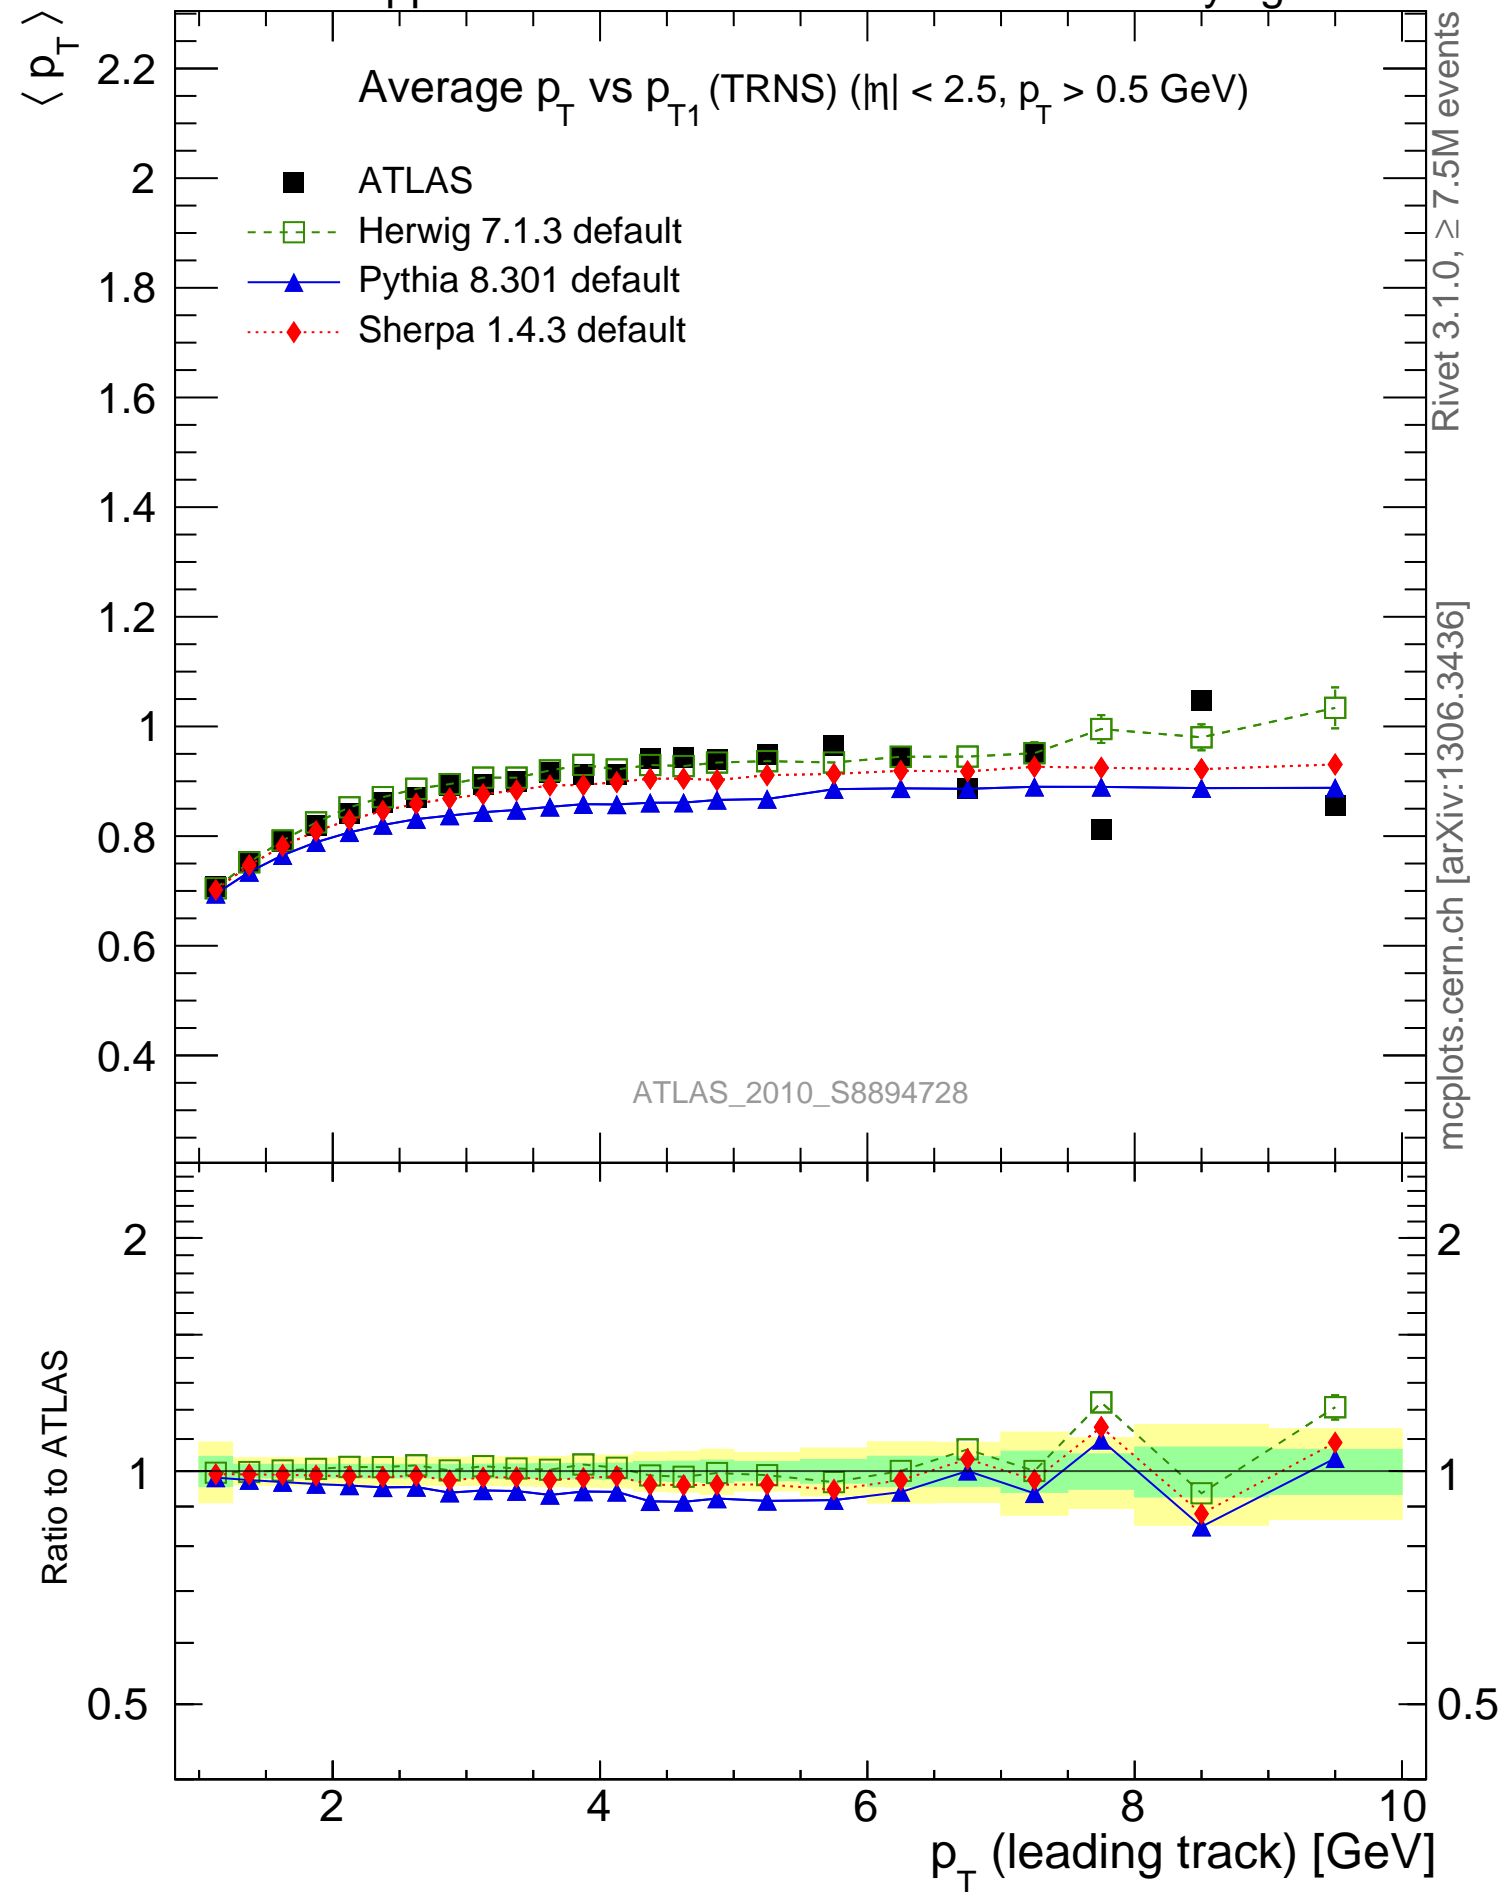 ⟨ p_T ⟩
Average p_T vs p_T1 (TRNS) (|η| < 2.5, p_T > 0.5 GeV)
ATLAS
Herwig 7.1.3 default
Pythia 8.301 default
Sherpa 1.4.3 default
2.2
2
1.8
1.6
1.4
1.2
1
0.8
0.6
0.4
ATLAS_2010_S8894728
Rivet 3.1.0, ≥ 7.5M events
mcplots.cern.ch [arXiv:1306.3436]
Ratio to ATLAS
2
1
0.5
2
1
0.5
2 4 6 8 10
p_T (leading track) [GeV]